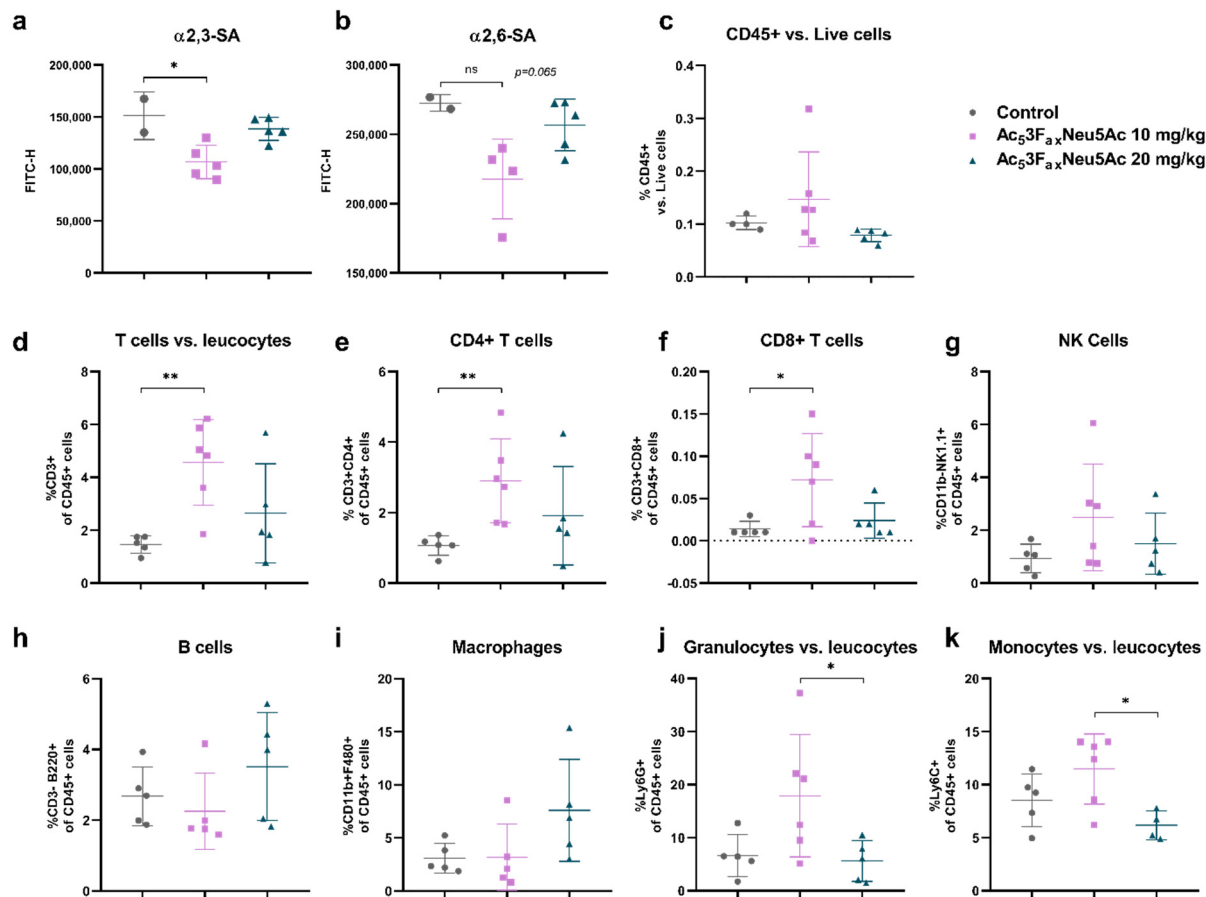 a
α2,3-SA
FITC-H
200,000
150,000
100,000
50,000
0
*
b
α2,6-SA
FITC-H
300,000
250,000
200,000
150,000
ns
p=0.065
c
CD45+ vs. Live cells
% CD45+
vs. Live cells
0.4
0.3
0.2
0.1
0.0
Control
Ac53FaxNeu5Ac 10 mg/kg
Ac53FaxNeu5Ac 20 mg/kg
d
T cells vs. leucocytes
%CD3+
of CD45+ cells
8
6
4
2
0
**
e
CD4+ T cells
% CD3+CD4+
of CD45+ cells
6
4
2
0
**
f
CD8+ T cells
% CD3+CD8+
of CD45+ cells
0.20
0.15
0.10
0.05
0.00
-0.05
*
g
NK Cells
%CD11b-NK1.1+
of CD45+ cells
8
6
4
2
0
h
B cells
%CD3- B220+
of CD45+ cells
6
4
2
0
i
Macrophages
%CD11b+F480+
of CD45+ cells
20
15
10
5
0
j
Granulocytes vs. leucocytes
%Ly6G+
of CD45+ cells
40
30
20
10
0
*
k
Monocytes vs. leucocytes
%Ly6C+
of CD45+ cells
20
15
10
5
0
*